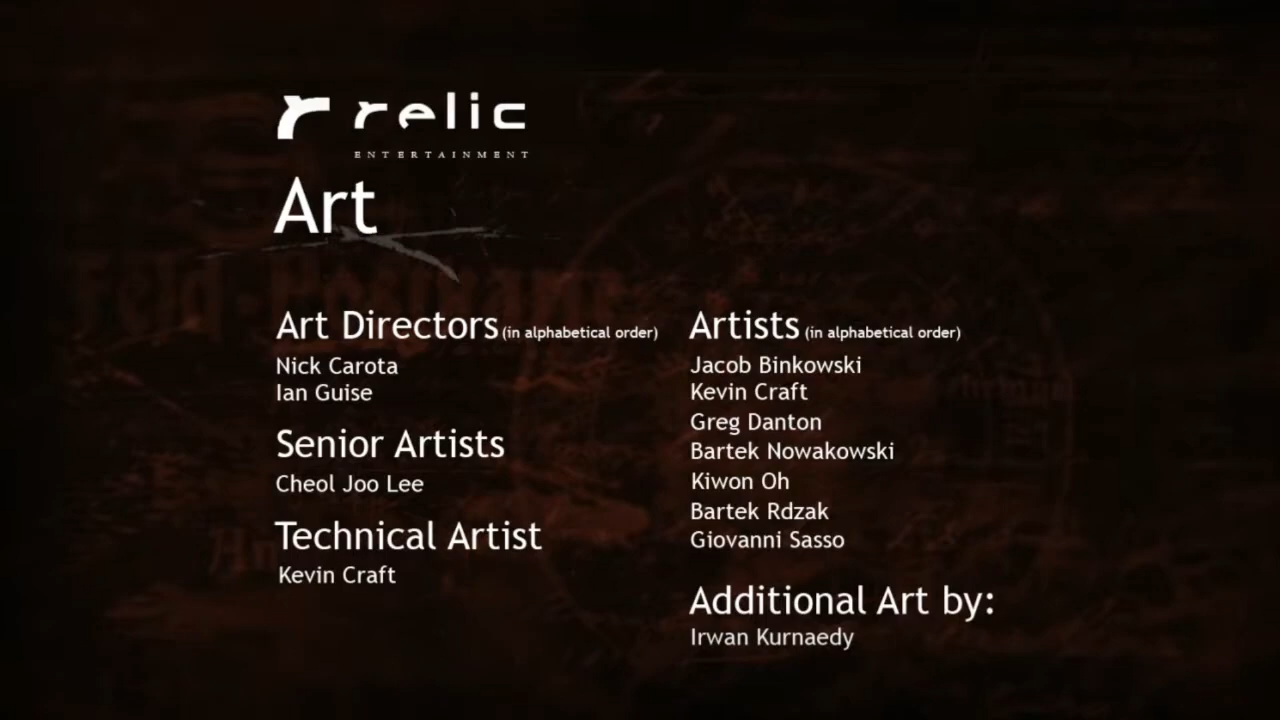 relic
ENTERTAINMENT
Art
Feld-Postkarte
Art Directors (in alphabetical order)
Nick Carota
Ian Guise
Senior Artists
Cheol Joo Lee
Technical Artist
Kevin Craft
Artists (in alphabetical order)
Jacob Binkowski
Kevin Craft
Greg Danton
Bartek Nowakowski
Kiwon Oh
Bartek Rdzak
Giovanni Sasso
Additional Art by:
Irwan Kurnaedy